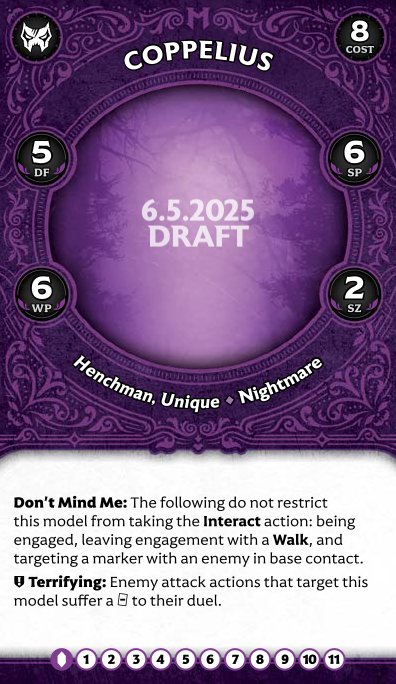 COPPELIUS
8
COST
5
DF
6
SP
6.5.2025
DRAFT
6
WP
2
SZ
Henchman, Unique ◆ Nightmare
Don't Mind Me: The following do not restrict
this model from taking the Interact action: being
engaged, leaving engagement with a Walk, and
targeting a marker with an enemy in base contact.
Terrifying: Enemy attack actions that target this
model suffer a to their duel.
1 2 3 4 5 6 7 8 9 10 11